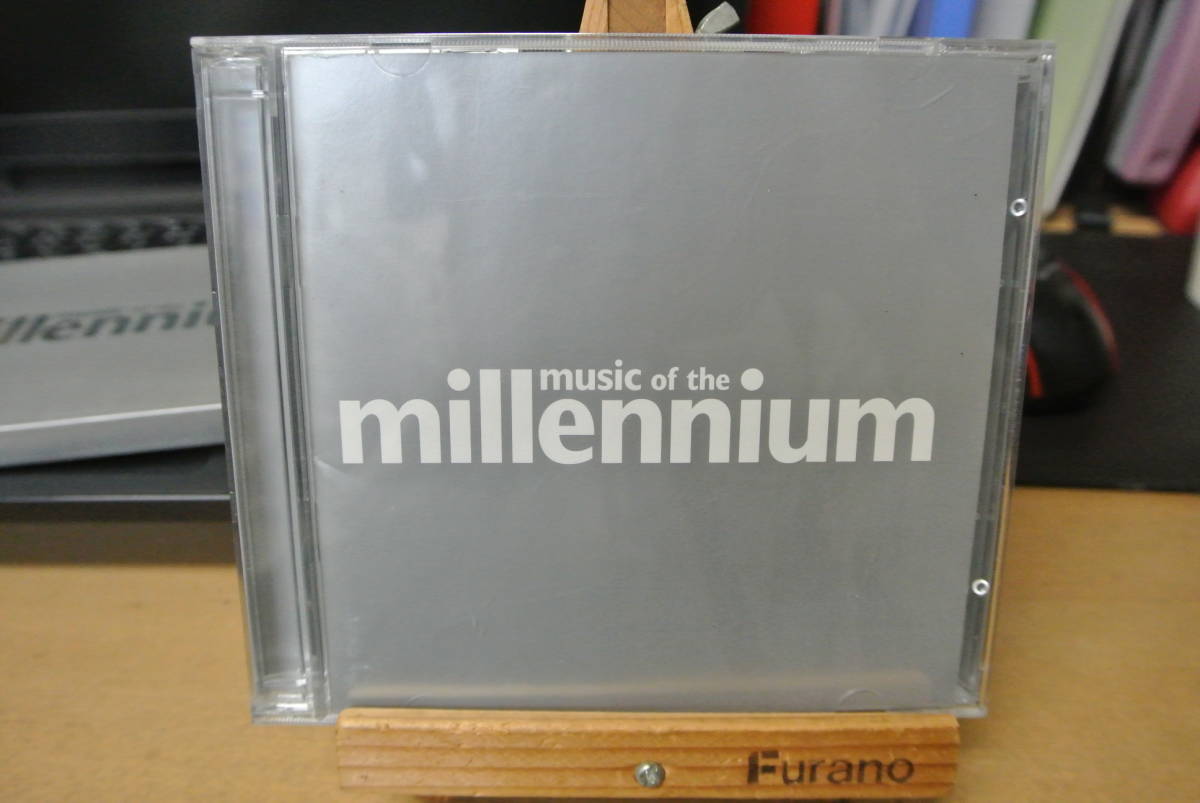 music of the
millennium
Furano